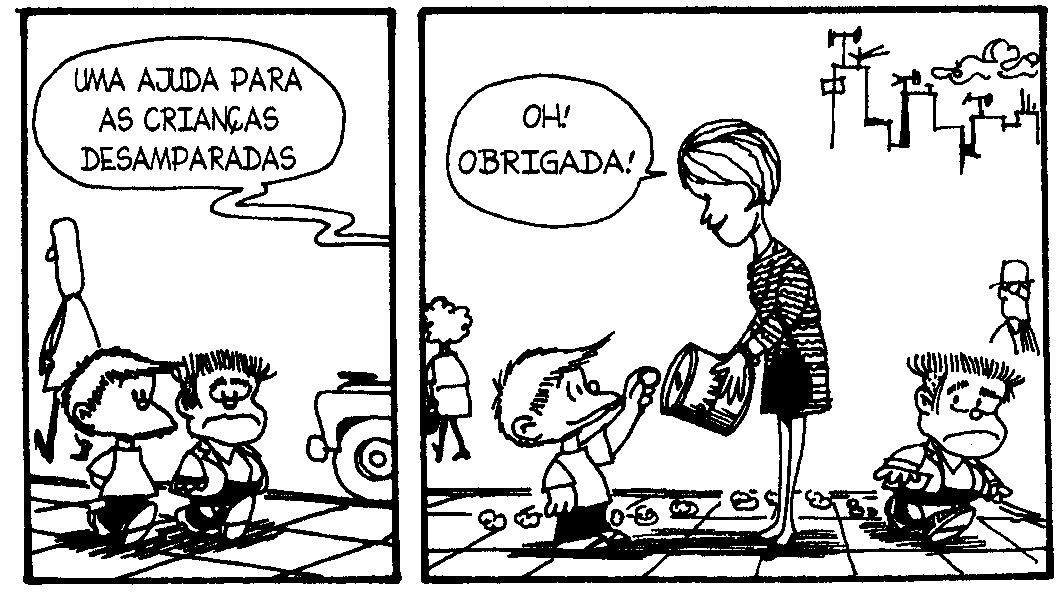 UMA AJUDA PARA
AS CRIANÇAS
DESAMPARADAS
OH!
OBRIGADA!